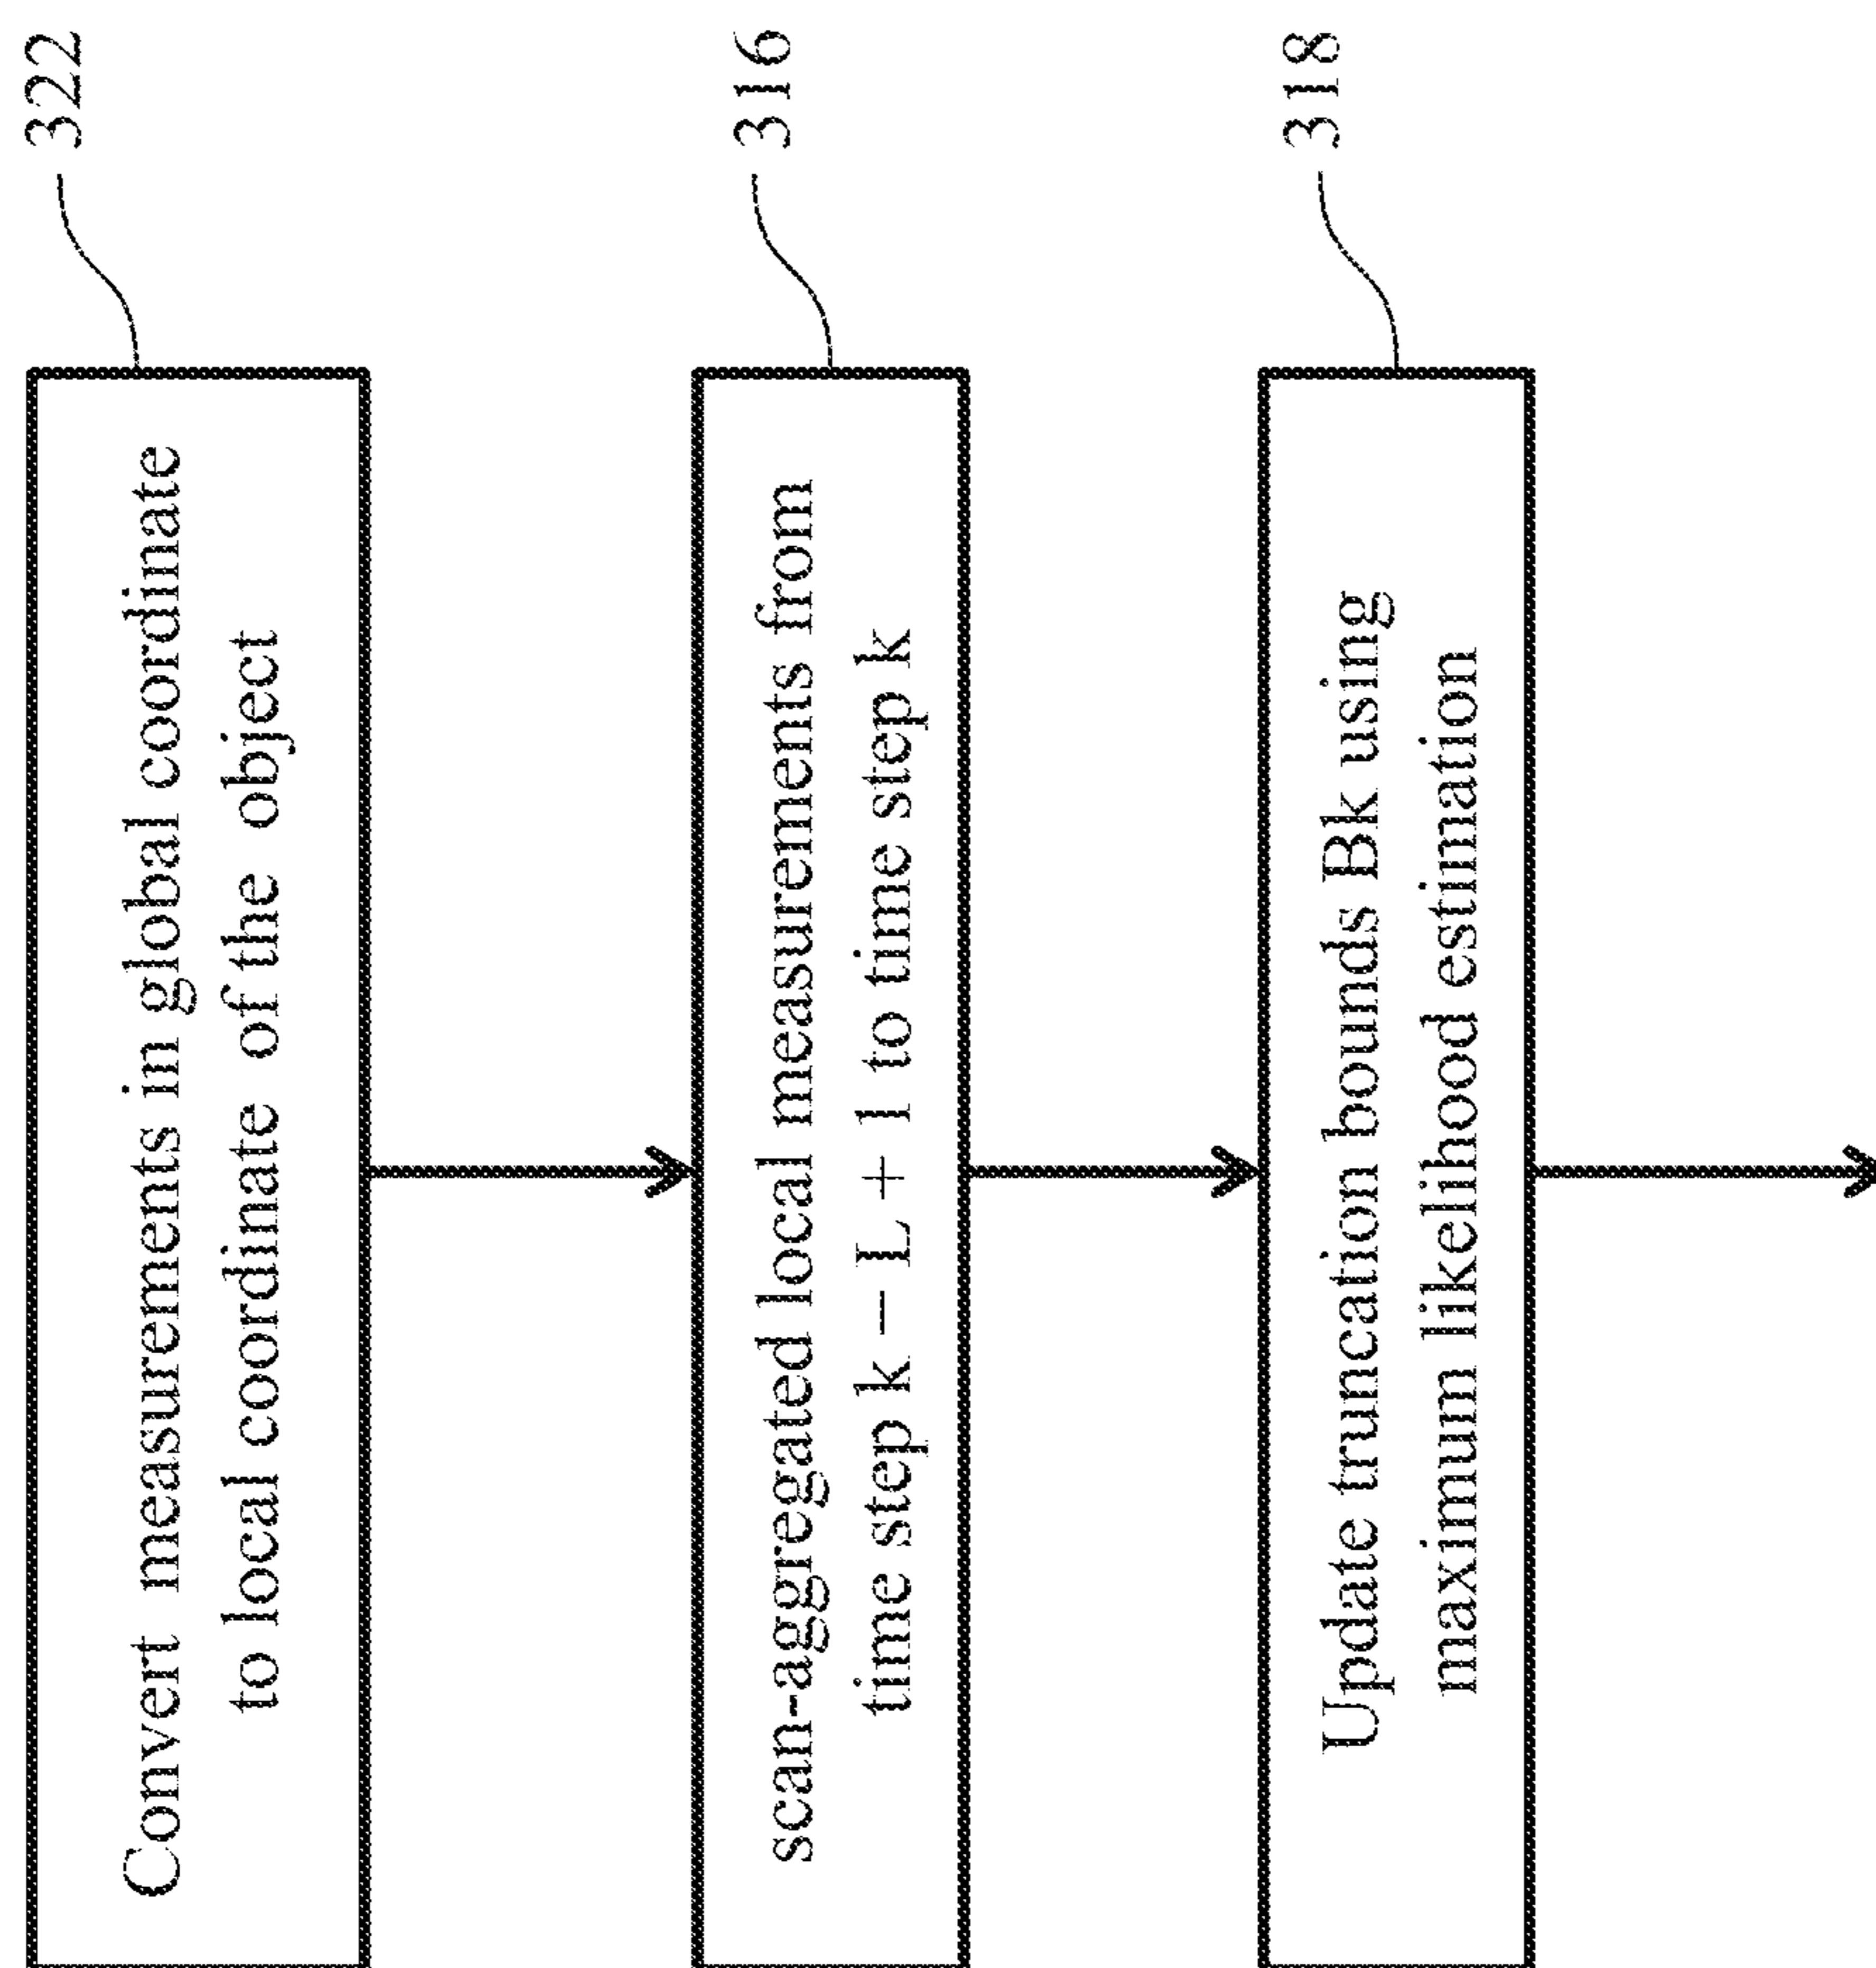 322
Convert measurements in global coordinate
to local coordinate of the object
316
scan-aggregated local measurements from
time step k − L + 1 to time step k
318
Update truncation bounds Bk using
maximum likelihood estimation